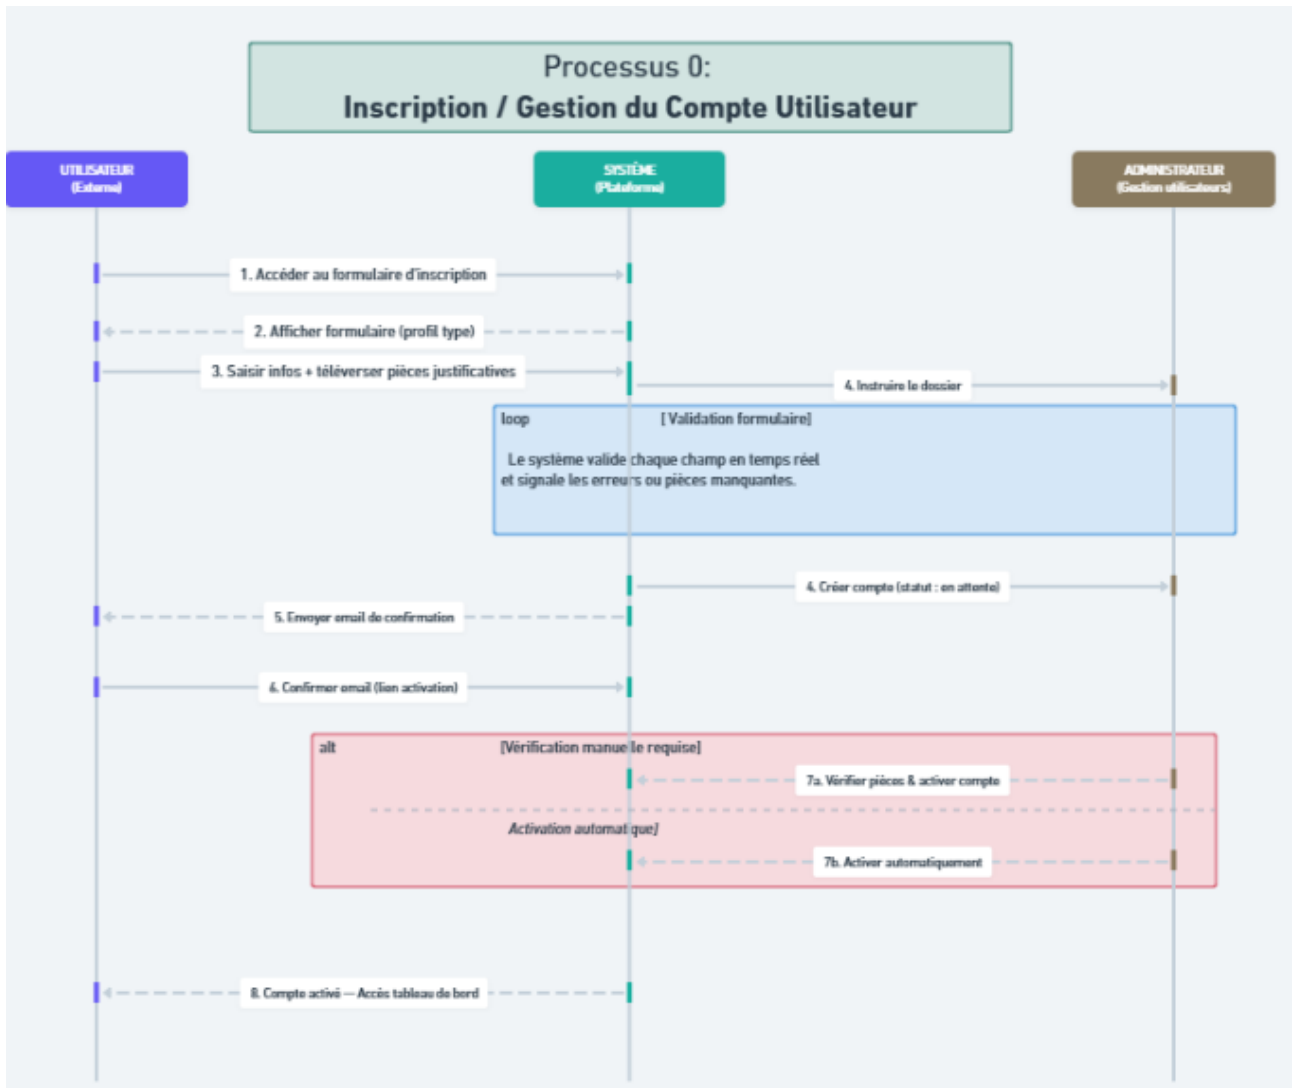 Processus 0:
Inscription / Gestion du Compte Utilisateur
UTILISATEUR
(Externe)
SYSTÈME
(Plateforme)
ADMINISTRATEUR
(Gestion utilisateurs)
1. Accéder au formulaire d'inscription
2. Afficher formulaire (profil type)
3. Saisir infos + téléverser pièces justificatives
4. Instruire le dossier
loop [ Validation formulaire]
Le système valide chaque champ en temps réel
et signale les erreurs ou pièces manquantes.
4. Créer compte (statut : en attente)
5. Envoyer email de confirmation
6. Confirmer email (lien activation)
alt [Vérification manuelle requise]
7a. Vérifier pièces & activer compte
Activation automatique]
7b. Activer automatiquement
8. Compte activé — Accès tableau de bord